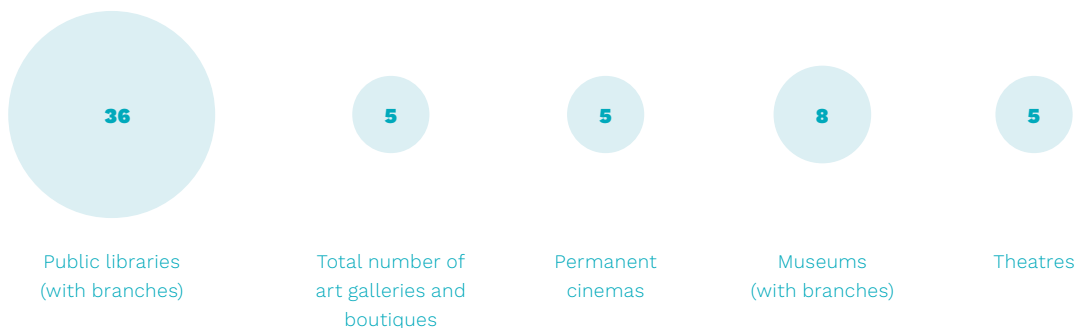 36
5
5
8
5
Public libraries
(with branches)
Total number of
art galleries and
boutiques
Permanent
cinemas
Museums
(with branches)
Theatres